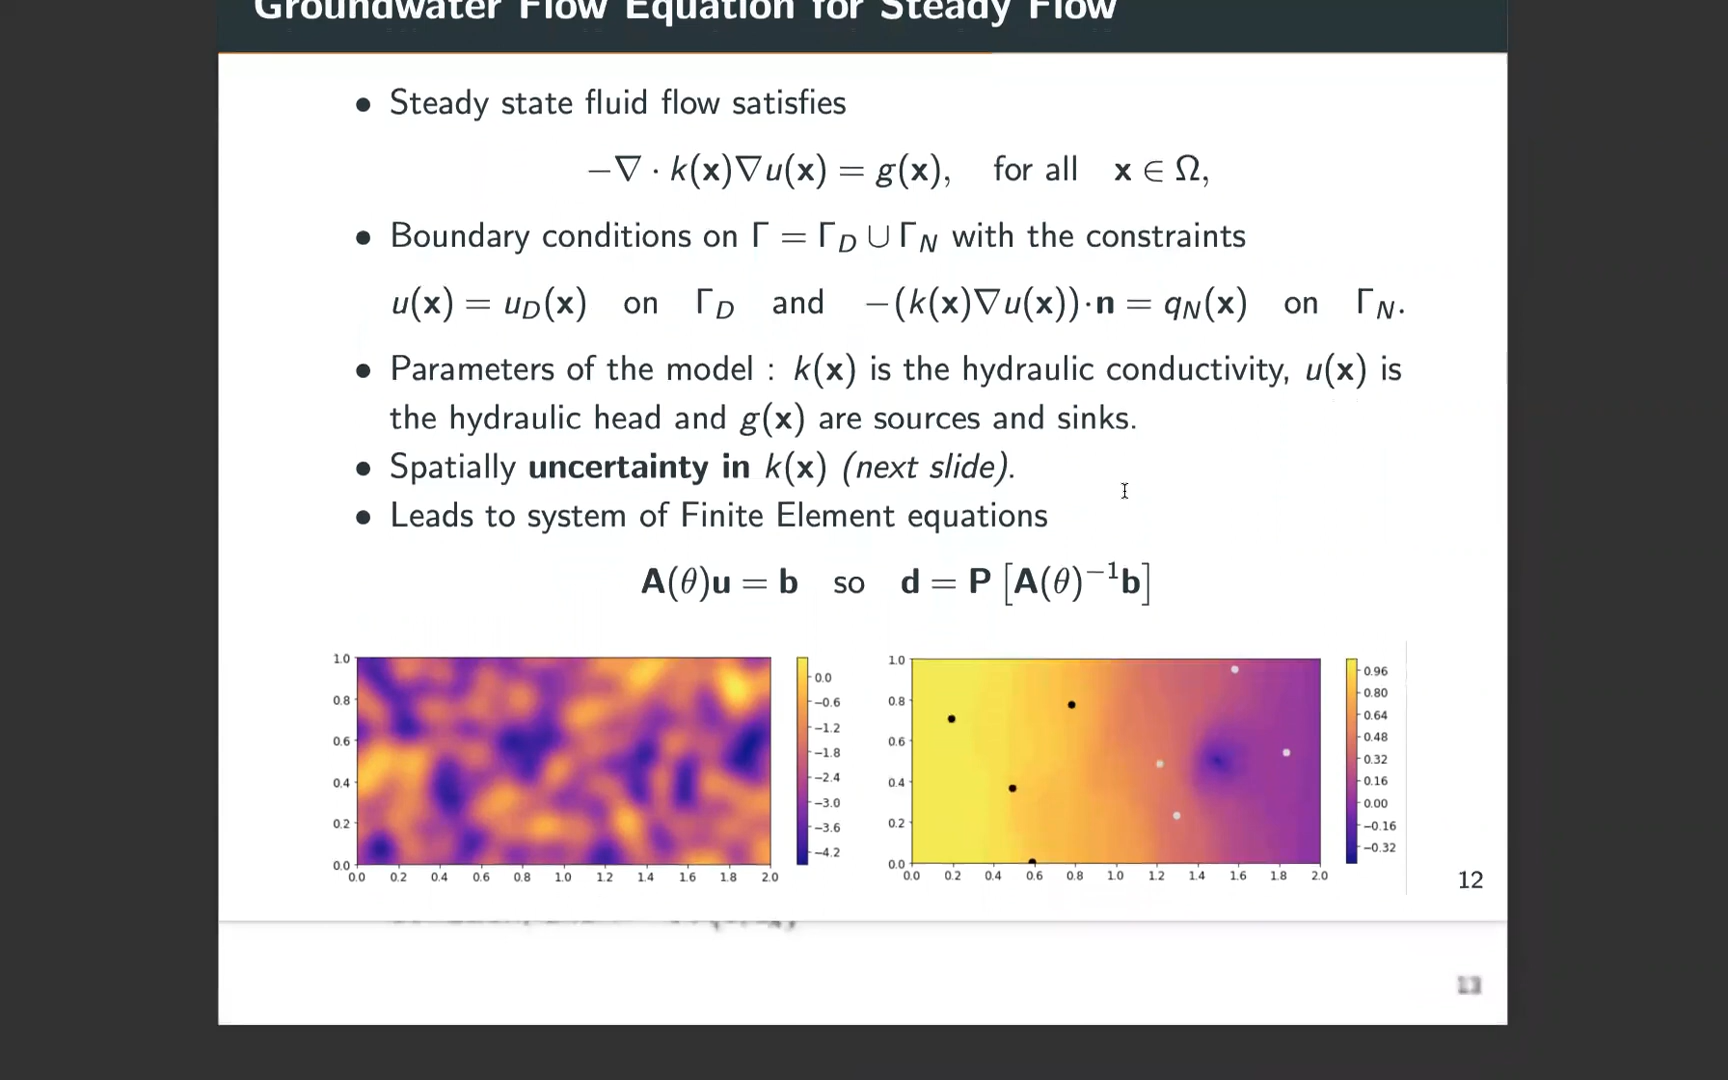 Groundwater Flow Equation for Steady Flow
• Steady state fluid flow satisfies
−∇ · k(x)∇u(x) = g(x), for all x ∈ Ω,
• Boundary conditions on Γ = Γ_D ∪ Γ_N with the constraints
u(x) = u_D(x) on Γ_D and −(k(x)∇u(x))·n = q_N(x) on Γ_N.
• Parameters of the model : k(x) is the hydraulic conductivity, u(x) is
the hydraulic head and g(x) are sources and sinks.
• Spatially uncertainty in k(x) (next slide).
• Leads to system of Finite Element equations
A(θ)u = b so d = P [A(θ)⁻¹b]
1.0
0.8
0.6
0.4
0.2
0.0
0.0 0.2 0.4 0.6 0.8 1.0 1.2 1.4 1.6 1.8 2.0
0.0
−0.6
−1.2
−1.8
−2.4
−3.0
−3.6
−4.2
1.0
0.8
0.6
0.4
0.2
0.0
0.0 0.2 0.4 0.6 0.8 1.0 1.2 1.4 1.6 1.8 2.0
0.96
0.80
0.64
0.48
0.32
0.16
0.00
−0.16
−0.32
12
13